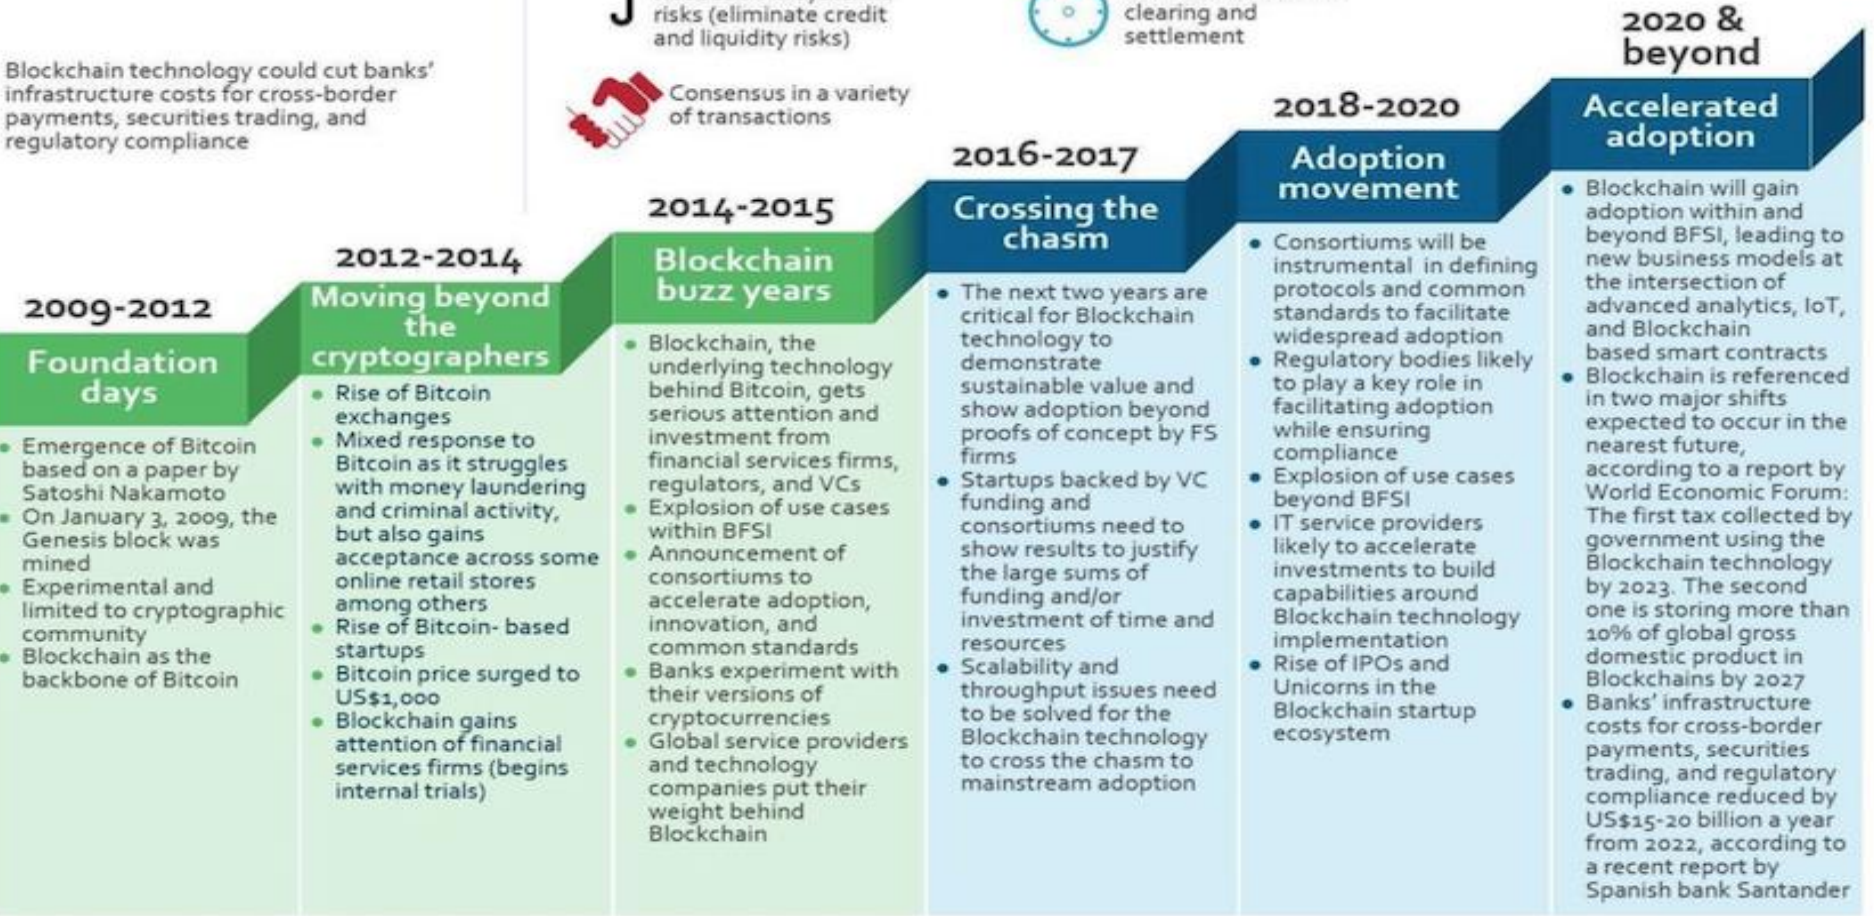 risks (eliminate credit
and liquidity risks)
clearing and
settlement
Blockchain technology could cut banks'
infrastructure costs for cross-border
payments, securities trading, and
regulatory compliance
Consensus in a variety
of transactions
2009-2012
Foundation
days
Emergence of Bitcoin
based on a paper by
Satoshi Nakamoto
On January 3, 2009, the
Genesis block was
mined
Experimental and
limited to cryptographic
community
Blockchain as the
backbone of Bitcoin
2012-2014
Moving beyond
the
cryptographers
Rise of Bitcoin
exchanges
Mixed response to
Bitcoin as it struggles
with money laundering
and criminal activity,
but also gains
acceptance across some
online retail stores
among others
Rise of Bitcoin- based
startups
Bitcoin price surged to
US$1,000
Blockchain gains
attention of financial
services firms (begins
internal trials)
2014-2015
Blockchain
buzz years
Blockchain, the
underlying technology
behind Bitcoin, gets
serious attention and
investment from
financial services firms,
regulators, and VCs
Explosion of use cases
within BFSI
Announcement of
consortiums to
accelerate adoption,
innovation, and
common standards
Banks experiment with
their versions of
cryptocurrencies
Global service providers
and technology
companies put their
weight behind
Blockchain
2016-2017
Crossing the
chasm
The next two years are
critical for Blockchain
technology to
demonstrate
sustainable value and
show adoption beyond
proofs of concept by FS
firms
Startups backed by VC
funding and
consortiums need to
show results to justify
the large sums of
funding and/or
investment of time and
resources
Scalability and
throughput issues need
to be solved for the
Blockchain technology
to cross the chasm to
mainstream adoption
2018-2020
Adoption
movement
Consortiums will be
instrumental in defining
protocols and common
standards to facilitate
widespread adoption
Regulatory bodies likely
to play a key role in
facilitating adoption
while ensuring
compliance
Explosion of use cases
beyond BFSI
IT service providers
likely to accelerate
investments to build
capabilities around
Blockchain technology
implementation
Rise of IPOs and
Unicorns in the
Blockchain startup
ecosystem
2020 &
beyond
Accelerated
adoption
Blockchain will gain
adoption within and
beyond BFSI, leading to
new business models at
the intersection of
advanced analytics, IoT,
and Blockchain
based smart contracts
Blockchain is referenced
in two major shifts
expected to occur in the
nearest future,
according to a report by
World Economic Forum:
The first tax collected by
government using the
Blockchain technology
by 2023. The second
one is storing more than
10% of global gross
domestic product in
Blockchains by 2027
Banks' infrastructure
costs for cross-border
payments, securities
trading, and regulatory
compliance reduced by
US$15-20 billion a year
from 2022, according to
a recent report by
Spanish bank Santander